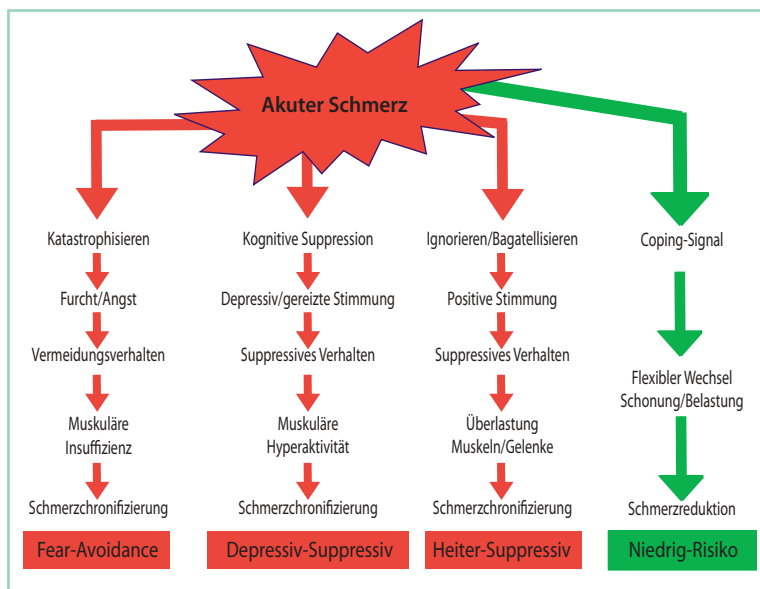 Akuter Schmerz
Katastrophisieren
Furcht/Angst
Vermeidungsverhalten
Muskuläre
Insuffizienz
Schmerzchronifizierung
Fear-Avoidance
Kognitive Suppression
Depressiv/gereizte Stimmung
Suppressives Verhalten
Muskuläre
Hyperaktivität
Schmerzchronifizierung
Depressiv-Suppressiv
Ignorieren/Bagatellisieren
Positive Stimmung
Suppressives Verhalten
Überlastung
Muskeln/Gelenke
Schmerzchronifizierung
Heiter-Suppressiv
Coping-Signal
Flexibler Wechsel
Schonung/Belastung
Schmerzreduktion
Niedrig-Risiko